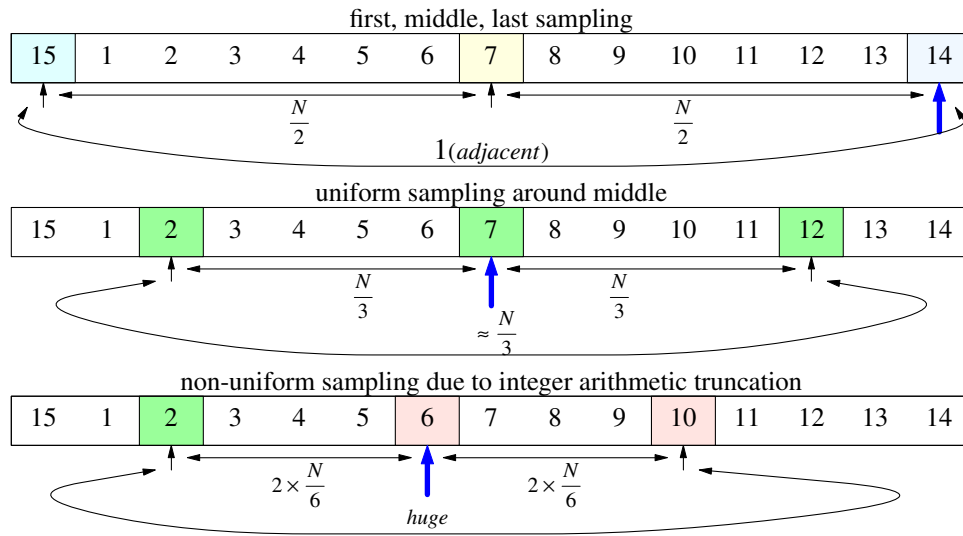 first, middle, last sampling
15 1 2 3 4 5 6 7 8 9 10 11 12 13 14
N/2 N/2
1(adjacent)
uniform sampling around middle
15 1 2 3 4 5 6 7 8 9 10 11 12 13 14
N/3 N/3
≈ N/3
non-uniform sampling due to integer arithmetic truncation
15 1 2 3 4 5 6 7 8 9 10 11 12 13 14
2 × N/6 2 × N/6
huge